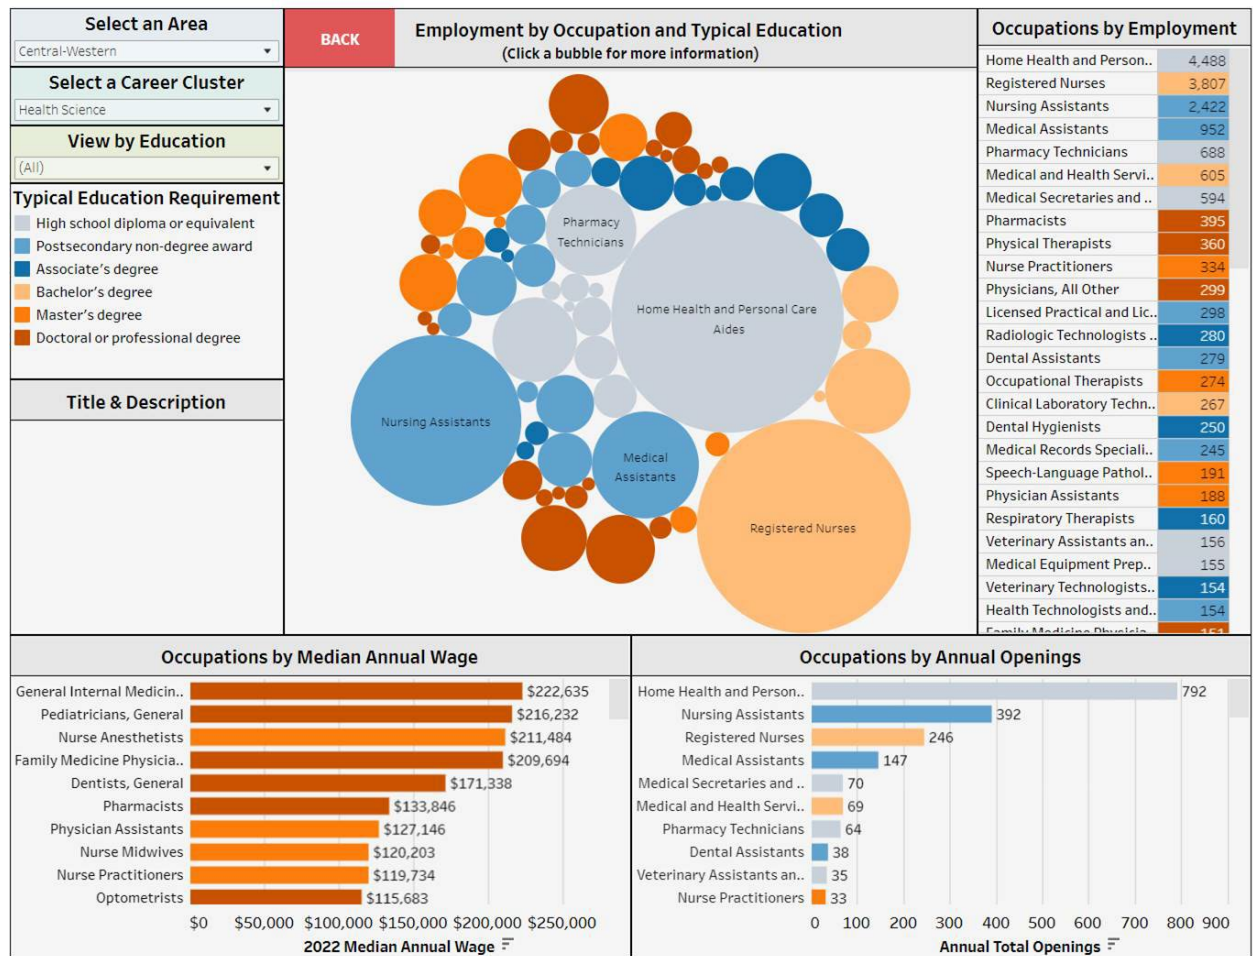 Select an Area
Central-Western
Select a Career Cluster
Health Science
View by Education
(All)
Typical Education Requirement
High school diploma or equivalent
Postsecondary non-degree award
Associate's degree
Bachelor's degree
Master's degree
Doctoral or professional degree
Title & Description
BACK
Employment by Occupation and Typical Education
(Click a bubble for more information)
Pharmacy
Technicians
Home Health and Personal Care
Aides
Nursing Assistants
Medical
Assistants
Registered Nurses
Occupations by Employment
Home Health and Person.. 4,488
Registered Nurses 3,807
Nursing Assistants 2,422
Medical Assistants 952
Pharmacy Technicians 688
Medical and Health Servi.. 605
Medical Secretaries and .. 594
Pharmacists 395
Physical Therapists 360
Nurse Practitioners 334
Physicians, All Other 299
Licensed Practical and Lic.. 298
Radiologic Technologists .. 280
Dental Assistants 279
Occupational Therapists 274
Clinical Laboratory Techn.. 267
Dental Hygienists 250
Medical Records Speciali.. 245
Speech-Language Pathol.. 191
Physician Assistants 188
Respiratory Therapists 160
Veterinary Assistants an.. 156
Medical Equipment Prep.. 155
Veterinary Technologists.. 154
Health Technologists and.. 154
Family Medicine Physicia.. 151
Occupations by Median Annual Wage
General Internal Medicin.. $222,635
Pediatricians, General $216,232
Nurse Anesthetists $211,484
Family Medicine Physicia.. $209,694
Dentists, General $171,338
Pharmacists $133,846
Physician Assistants $127,146
Nurse Midwives $120,203
Nurse Practitioners $119,734
Optometrists $115,683
$0 $50,000 $100,000 $150,000 $200,000 $250,000
2022 Median Annual Wage
Occupations by Annual Openings
Home Health and Person.. 792
Nursing Assistants 392
Registered Nurses 246
Medical Assistants 147
Medical Secretaries and .. 70
Medical and Health Servi.. 69
Pharmacy Technicians 64
Dental Assistants 38
Veterinary Assistants an.. 35
Nurse Practitioners 33
0 100 200 300 400 500 600 700 800 900
Annual Total Openings